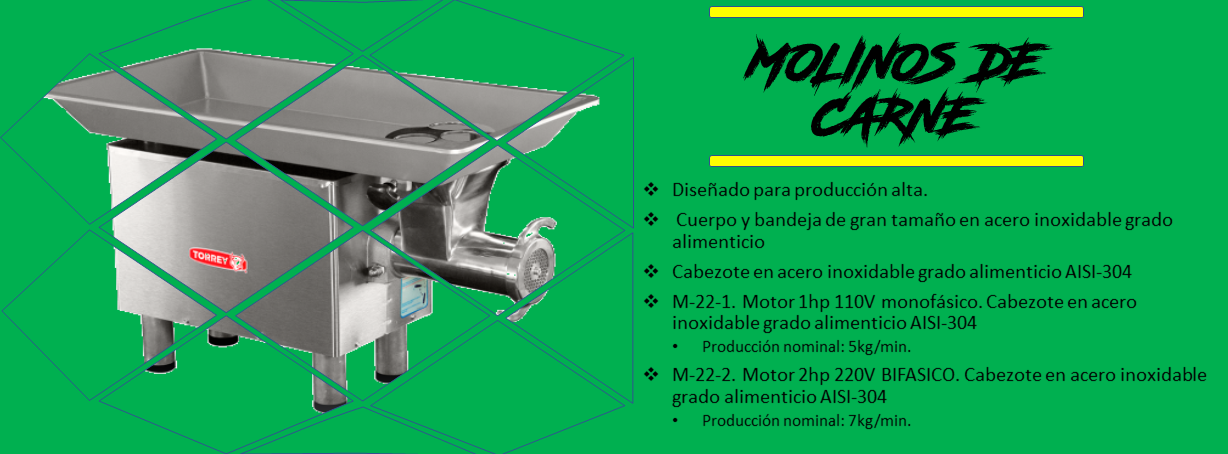 MOLINOS DE
CARNE
❖ Diseñado para producción alta.
❖ Cuerpo y bandeja de gran tamaño en acero inoxidable grado
alimenticio
❖ Cabezote en acero inoxidable grado alimenticio AISI-304
❖ M-22-1. Motor 1hp 110V monofásico. Cabezote en acero
inoxidable grado alimenticio AISI-304
• Producción nominal: 5kg/min.
❖ M-22-2. Motor 2hp 220V BIFASICO. Cabezote en acero inoxidable
grado alimenticio AISI-304
• Producción nominal: 7kg/min.
TORREY